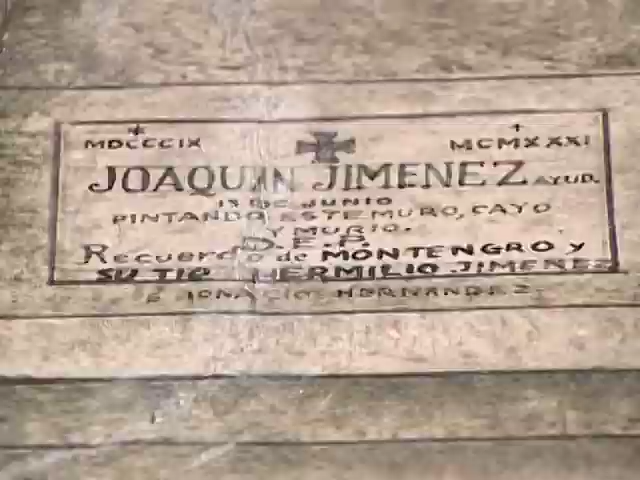 MDCCCIX MCMXXXI
JOAQUIN JIMENEZ AYUD.
13 DE JUNIO
PINTANDO ESTE MURO, CAYO
Y MURIO.
D.E.P.
Recuerdo de MONTENGRO y
SU TIO HERMILIO JIMENEZ
E IGNACIO HERNANDEZ.